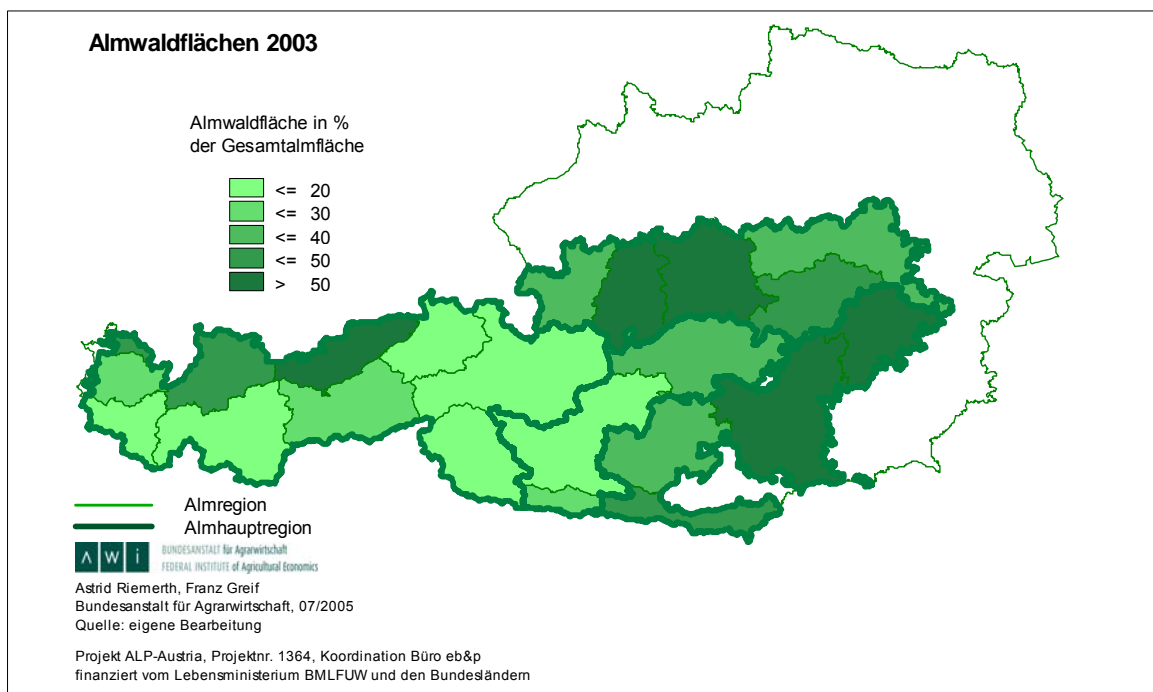 Almwaldflächen 2003
Almwaldfläche in %
der Gesamtalmfläche
<= 20
<= 30
<= 40
<= 50
> 50
Almregion
Almhauptregion
AWi
BUNDESANSTALT für Agrarwirtschaft
FEDERAL INSTITUTE of Agricultural Economics
Astrid Riemerth, Franz Greif
Bundesanstalt für Agrarwirtschaft, 07/2005
Quelle: eigene Bearbeitung
Projekt ALP-Austria, Projektnr. 1364, Koordination Büro eb&p
finanziert vom Lebensministerium BMLFUW und den Bundesländern